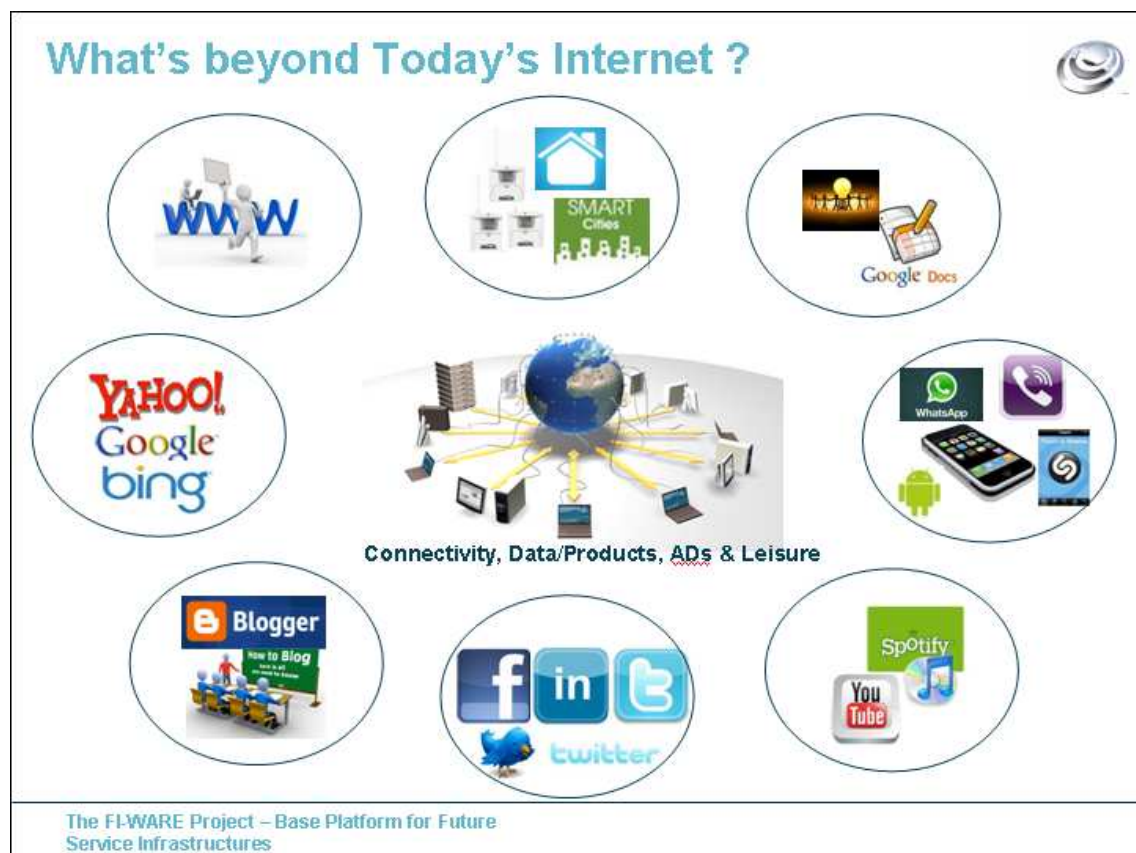 What's beyond Today's Internet ?
www
SMART
Cities
Google Docs
YAHOO!
Google
bing
WhatsApp
Connectivity, Data/Products, ADs & Leisure
Blogger
How to Blog
in
twitter
Spotify
You
Tube
The FI-WARE Project – Base Platform for Future
Service Infrastructures